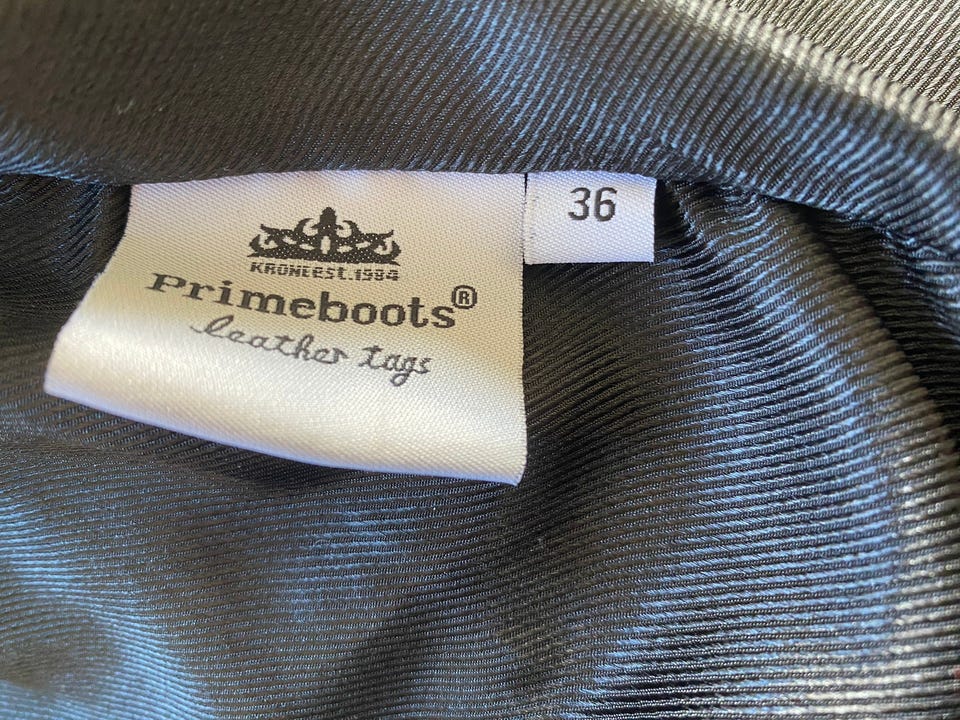 KRONE EST. 1984
Primeboots®
leather tags
36